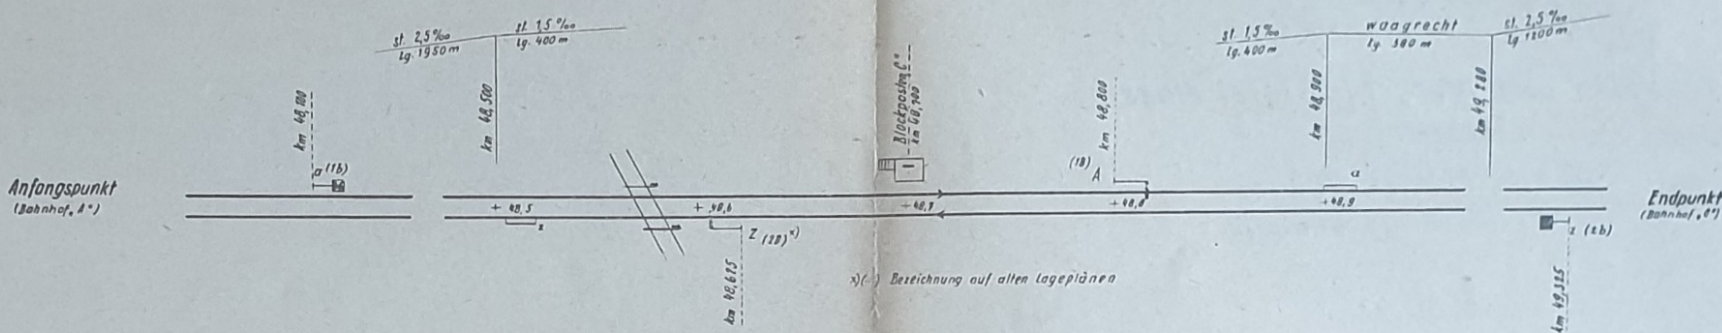 st. 2,5‰
lg. 1950 m
st. 1,5‰
lg. 400 m
st. 1,5‰
lg. 400 m
waagrecht
lg. 380 m
st. 2,5‰
lg 1200 m
km 48,100
km 48,500
Blockposten „C"
km 48,700
km 48,800
km 48,900
km 49,280
a (1b)
(1B)
A
a
Anfangspunkt
(Bahnhof „A")
Endpunkt
+ 48,5
+ 48,6
+ 48,7
+ 48,8
+ 48,9
z
Z (2B) x)
z (2b)
km 48,625
km 49,325
x)(–) Bezeichnung auf alten Lageplänen